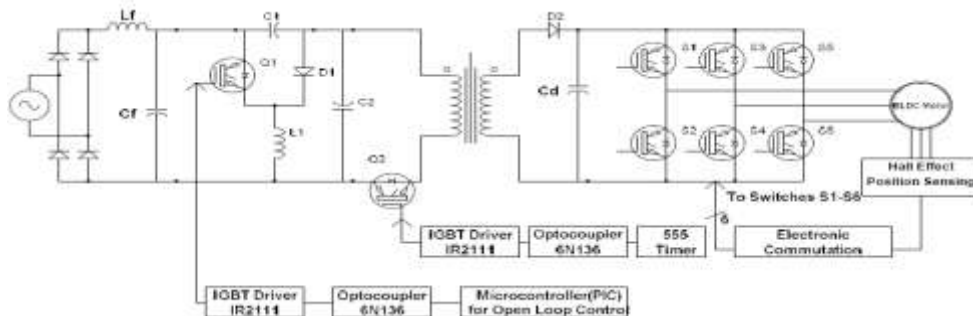 Lf
C1
D2
Q1
D1
S1
S3
S5
Cf
C2
Cd
BLDC Motor
L1
S2
S4
Hall Effect
Position Sensing
To Switches S1-S6
6
IGBT Driver
IR2111
Optocoupler
6N136
555
Timer
Electronic
Commutation
IGBT Driver
IR2111
Optocoupler
6N136
Microcontroller(PIC)
for Open Loop Control